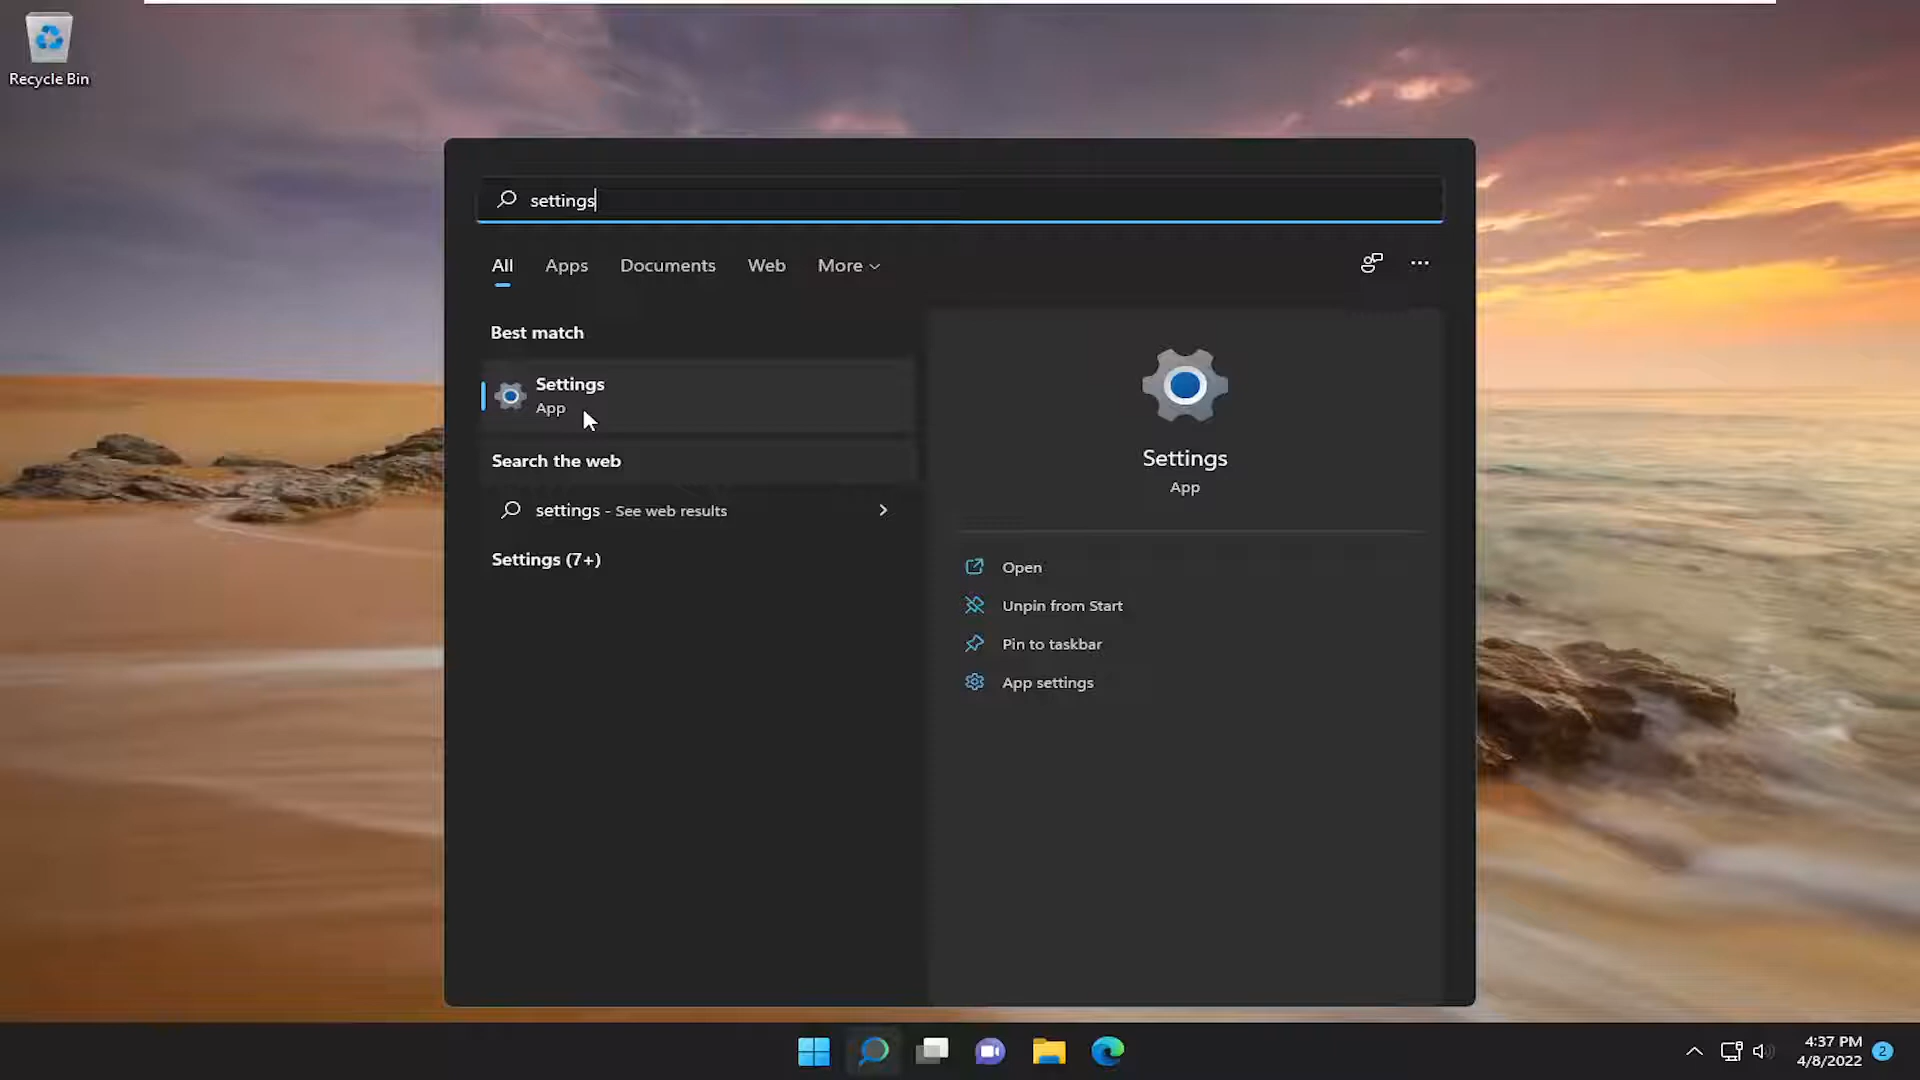 Recycle Bin
settings
All Apps Documents Web More
Best match
Settings
App
Search the web
settings - See web results
Settings (7+)
Settings
App
Open
Unpin from Start
Pin to taskbar
App settings
4:37 PM
4/8/2022
2